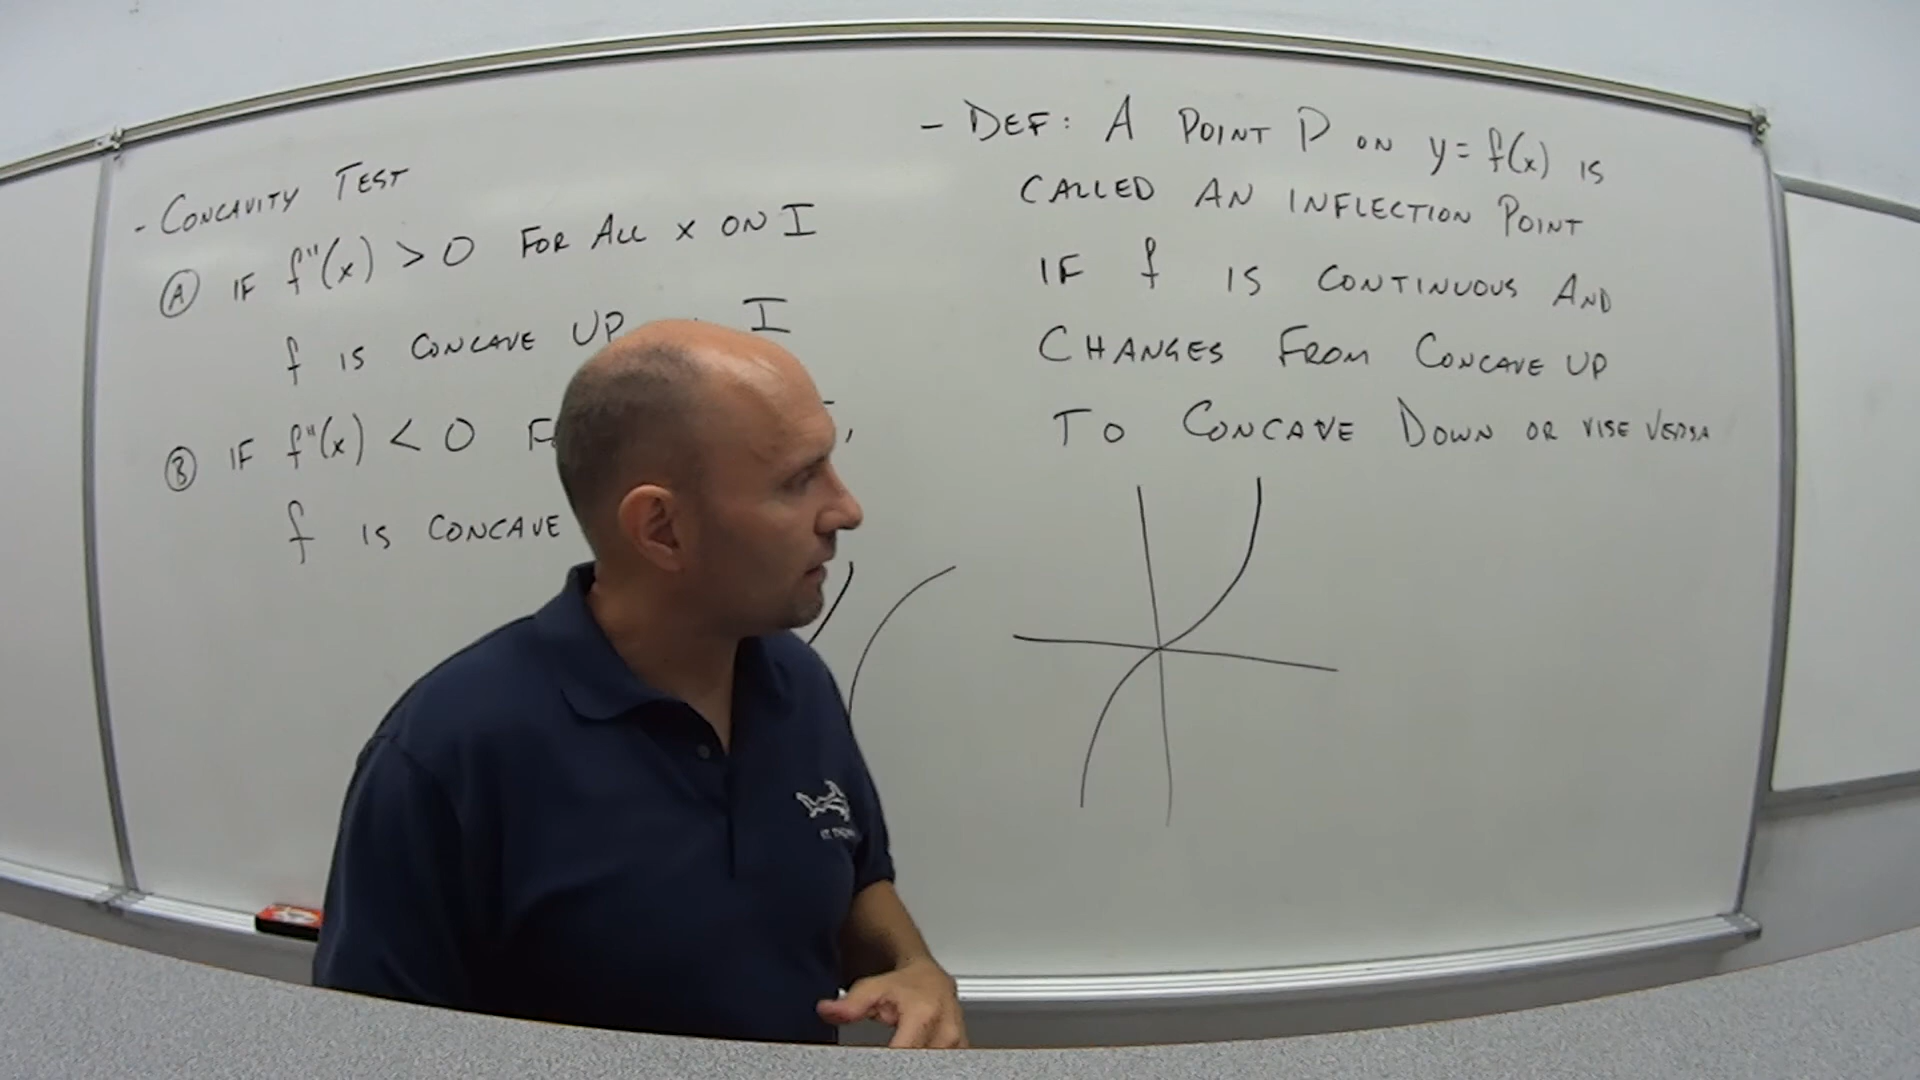 - CONCAVITY TEST
Ⓐ IF f"(x) > 0 FOR ALL x ON I
f IS CONCAVE UP I
Ⓑ IF f"(x) < 0
f IS CONCAVE
- DEF: A POINT P ON y = f(x) IS
CALLED AN INFLECTION POINT
IF f IS CONTINUOUS AND
CHANGES FROM CONCAVE UP
TO CONCAVE DOWN OR VISE VERSA